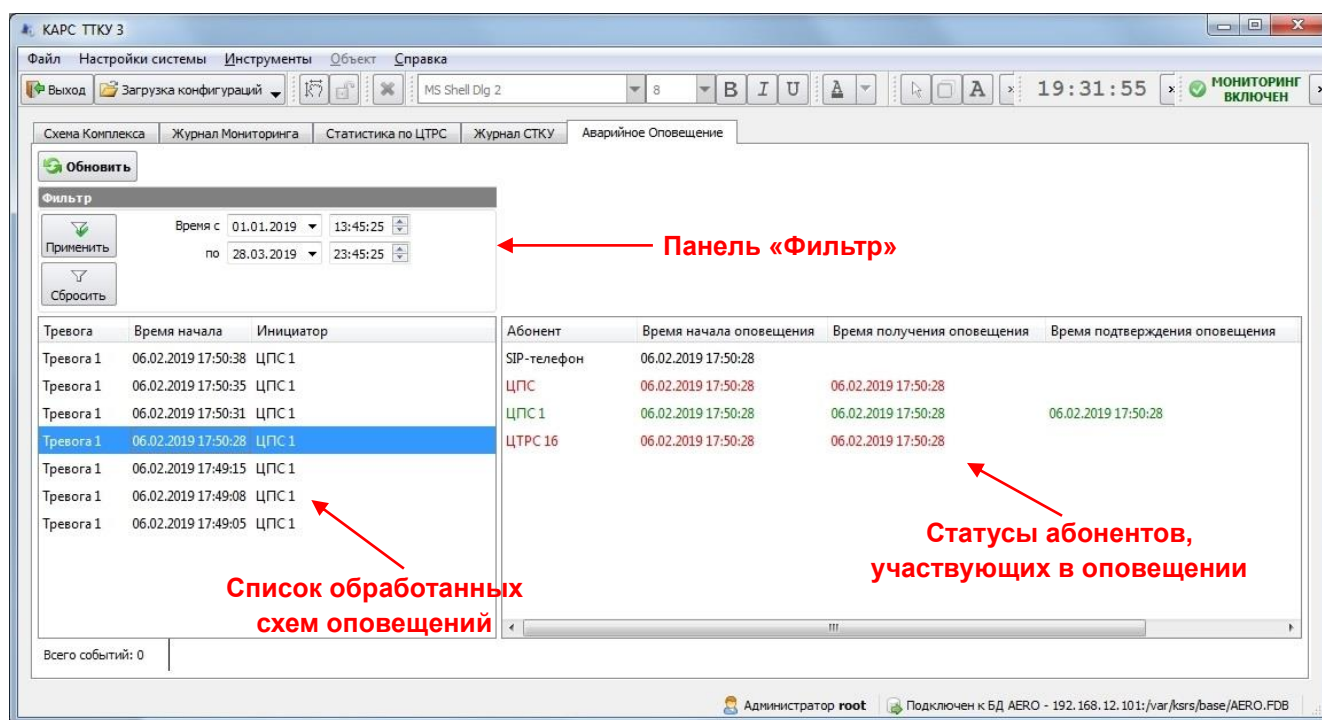 КАРС ТТКУ 3
Файл Настройки системы Инструменты Объект Справка
Выход Загрузка конфигураций MS Shell Dlg 2 8 B I U A A 19:31:55 МОНИТОРИНГ ВКЛЮЧЕН
Схема Комплекса Журнал Мониторинга Статистика по ЦТРС Журнал СТКУ Аварийное Оповещение
Обновить
Фильтр
Применить Время с 01.01.2019 13:45:25
по 28.03.2019 23:45:25
Сбросить
Панель «Фильтр»
Тревога Время начала Инициатор
Тревога 1 06.02.2019 17:50:38 ЦПС 1
Тревога 1 06.02.2019 17:50:35 ЦПС 1
Тревога 1 06.02.2019 17:50:31 ЦПС 1
Тревога 1 06.02.2019 17:50:28 ЦПС 1
Тревога 1 06.02.2019 17:49:15 ЦПС 1
Тревога 1 06.02.2019 17:49:08 ЦПС 1
Тревога 1 06.02.2019 17:49:05 ЦПС 1
Список обработанных
схем оповещений
Абонент Время начала оповещения Время получения оповещения Время подтверждения оповещения
SIP-телефон 06.02.2019 17:50:28
ЦПС 06.02.2019 17:50:28 06.02.2019 17:50:28
ЦПС 1 06.02.2019 17:50:28 06.02.2019 17:50:28 06.02.2019 17:50:28
ЦТРС 16 06.02.2019 17:50:28 06.02.2019 17:50:28
Статусы абонентов,
участвующих в оповещении
Всего событий: 0
Администратор root Подключен к БД AERO - 192.168.12.101:/var/ksrs/base/AERO.FDB